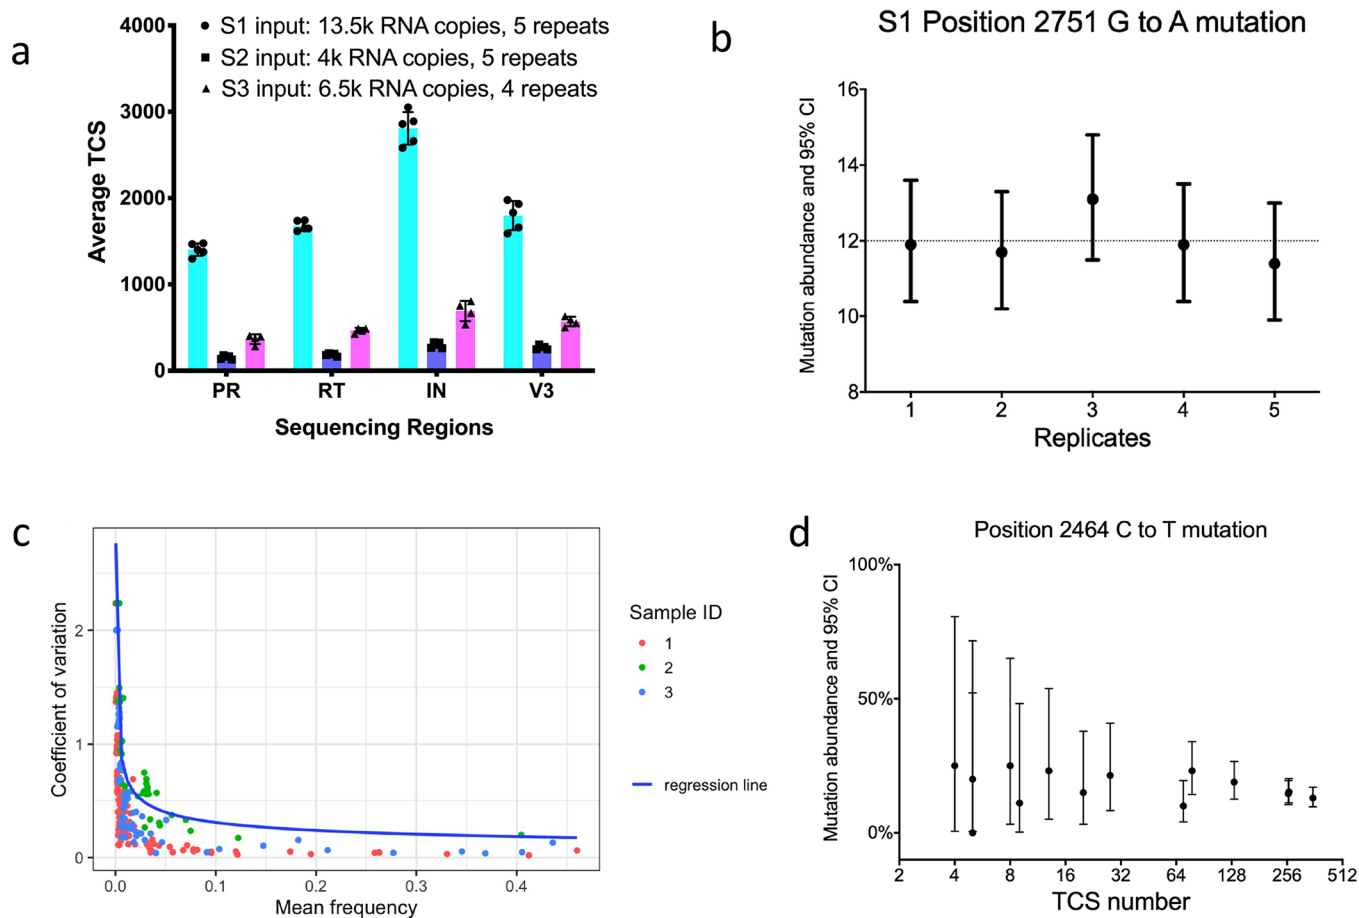 a
S1 input: 13.5k RNA copies, 5 repeats
S2 input: 4k RNA copies, 5 repeats
S3 input: 6.5k RNA copies, 4 repeats
Average TCS
4000
3000
2000
1000
0
PR RT IN V3
Sequencing Regions
b
S1 Position 2751 G to A mutation
Mutation abundance and 95% CI
16
14
12
10
8
1 2 3 4 5
Replicates
c
Coefficient of variation
2
1
0
0.0 0.1 0.2 0.3 0.4
Mean frequency
Sample ID
1
2
3
regression line
d
Position 2464 C to T mutation
Mutation abundance and 95% CI
100%
50%
0%
2 4 8 16 32 64 128 256 512
TCS number